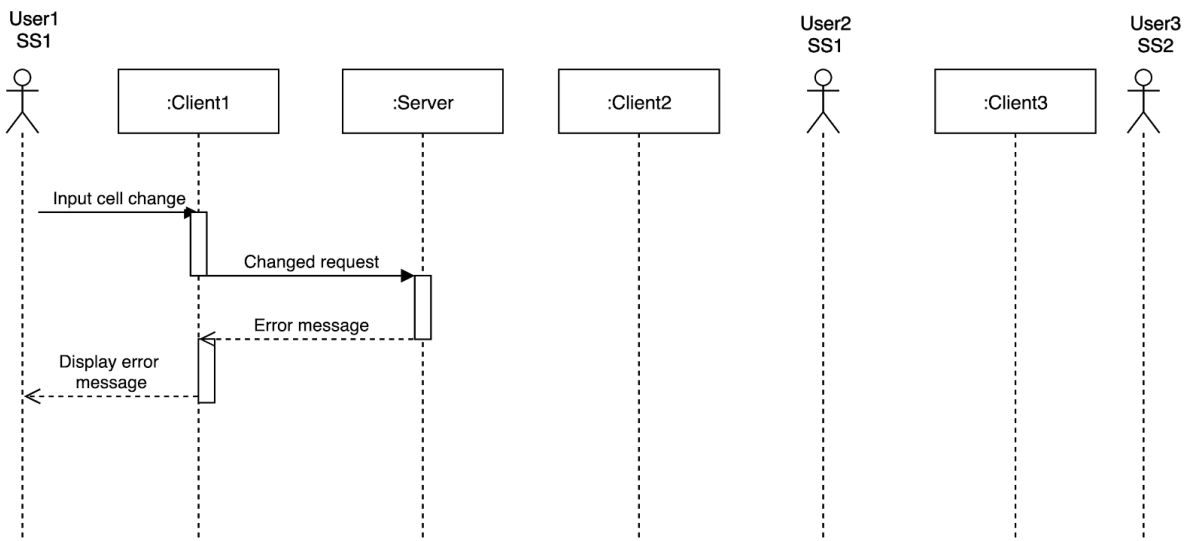 User1
SS1
User2
SS1
User3
SS2
:Client1
:Server
:Client2
:Client3
Input cell change
Changed request
Error message
Display error
message